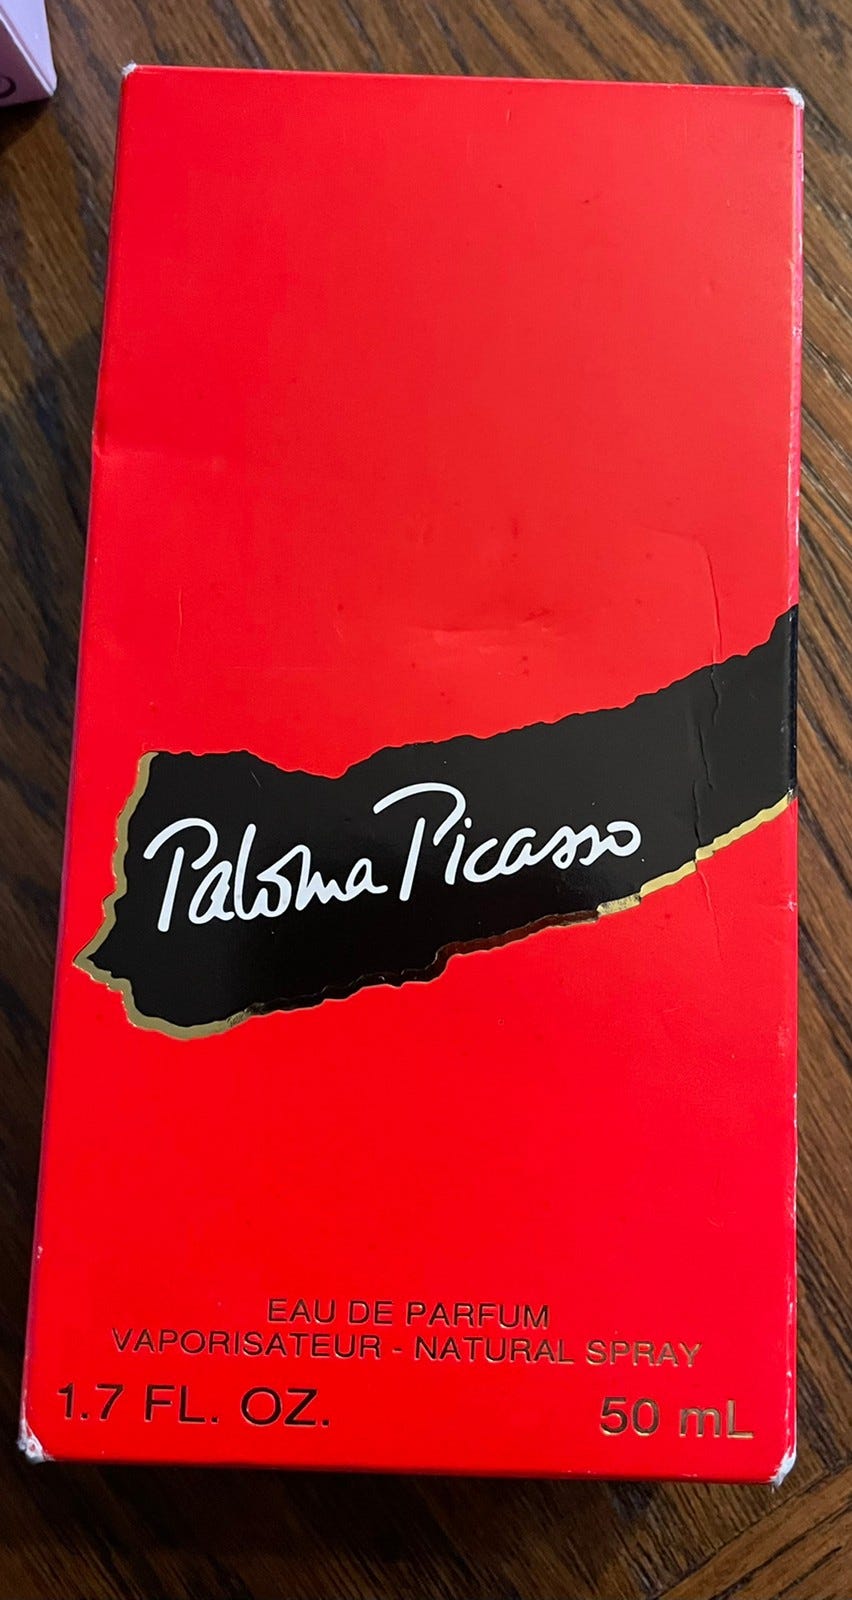 Paloma Picasso
EAU DE PARFUM
VAPORISATEUR - NATURAL SPRAY
1.7 FL. OZ. 50 mL